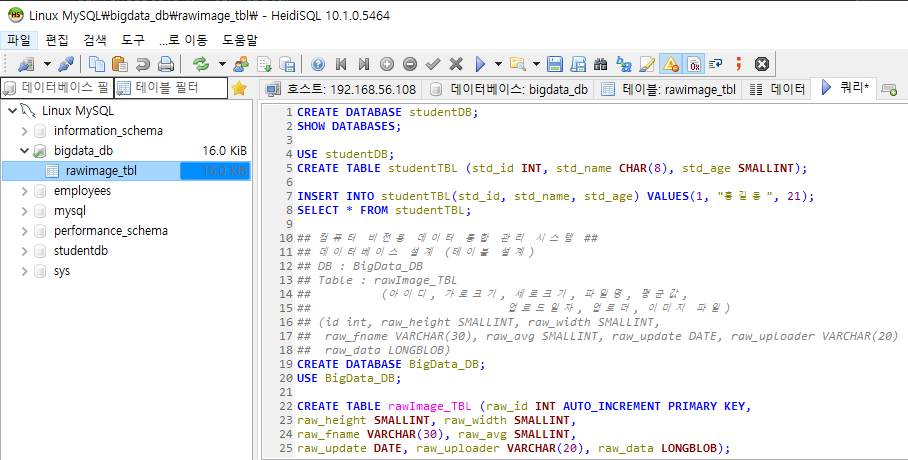 Linux MySQL₩bigdata_db₩rawimage_tbl₩ - HeidiSQL 10.1.0.5464
파일 편집 검색 도구 ...로 이동 도움말
데이터베이스 필 테이블 필터
호스트: 192.168.56.108 데이터베이스: bigdata_db 테이블: rawimage_tbl 데이터 쿼리*
Linux MySQL
information_schema
bigdata_db 16.0 KiB
rawimage_tbl 16.0 KiB
employees
mysql
performance_schema
studentdb
sys
1 CREATE DATABASE studentDB;
2 SHOW DATABASES;
3
4 USE studentDB;
5 CREATE TABLE studentTBL (std_id INT, std_name CHAR(8), std_age SMALLINT);
6
7 INSERT INTO studentTBL(std_id, std_name, std_age) VALUES(1, "홍길동", 21);
8 SELECT * FROM studentTBL;
9
10 ## 컴퓨터 비전용 데이터 통합 관리 시스템 ##
11 ## 데이터베이스 설계 (테이블 설계)
12 ## DB : BigData_DB
13 ## Table : rawImage_TBL
14 ## (아이디, 가로크기, 세로크기, 파일명, 평균값,
15 ## 업로드일자, 업로더, 이미지 파일)
16 ## (id int, raw_height SMALLINT, raw_width SMALLINT,
17 ## raw_fname VARCHAR(30), raw_avg SMALLINT, raw_update DATE, raw_uploader VARCHAR(20)
18 ## raw_data LONGBLOB)
19 CREATE DATABASE BigData_DB;
20 USE BigData_DB;
21
22 CREATE TABLE rawImage_TBL (raw_id INT AUTO_INCREMENT PRIMARY KEY,
23 raw_height SMALLINT, raw_width SMALLINT,
24 raw_fname VARCHAR(30), raw_avg SMALLINT,
25 raw_update DATE, raw_uploader VARCHAR(20), raw_data LONGBLOB);